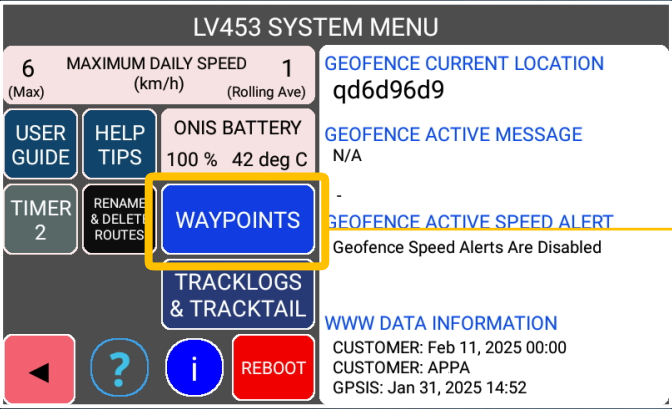 LV453 SYSTEM MENU
6
(Max)
MAXIMUM DAILY SPEED
(km/h)
1
(Rolling Ave)
USER
GUIDE
HELP
TIPS
ONIS BATTERY
100 % 42 deg C
TIMER
2
RENAME
& DELETE
ROUTES
WAYPOINTS
TRACKLOGS
& TRACKTAIL
◄
?
i
REBOOT
GEOFENCE CURRENT LOCATION
qd6d96d9
GEOFENCE ACTIVE MESSAGE
N/A
-
GEOFENCE ACTIVE SPEED ALERT
Geofence Speed Alerts Are Disabled
WWW DATA INFORMATION
CUSTOMER: Feb 11, 2025 00:00
CUSTOMER: APPA
GPSIS: Jan 31, 2025 14:52